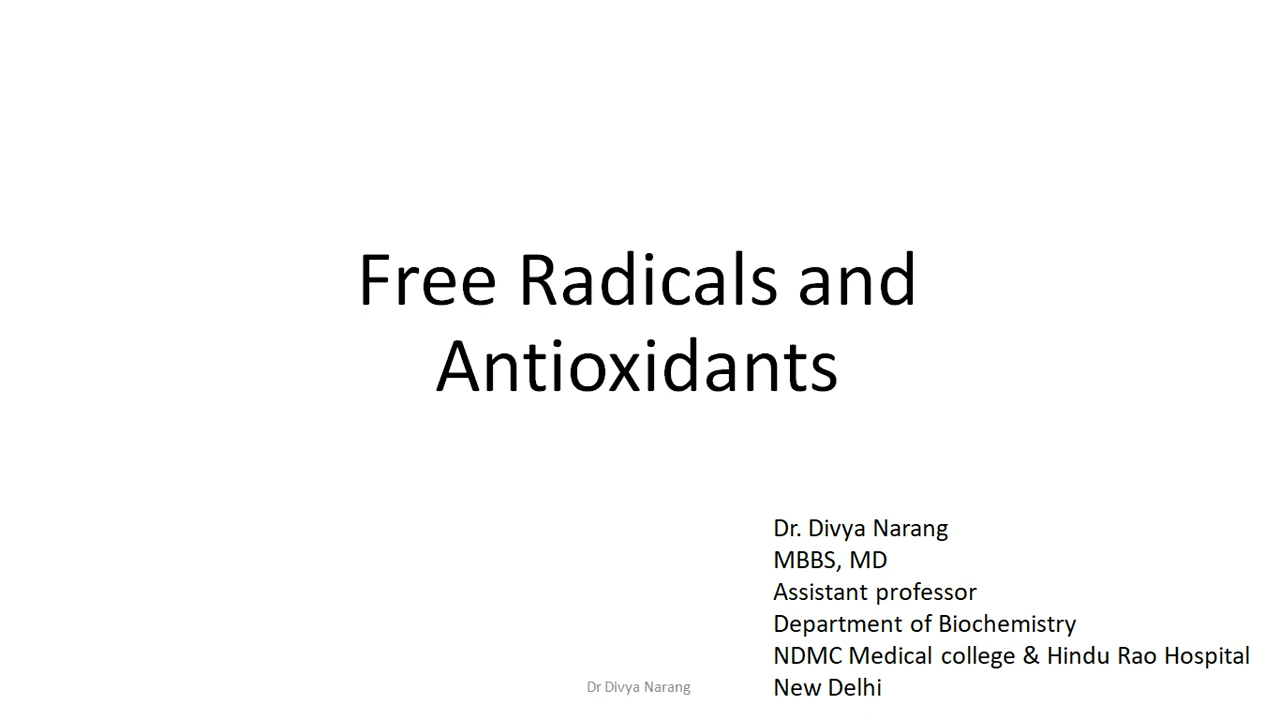 Free Radicals and
Antioxidants
Dr. Divya Narang
MBBS, MD
Assistant professor
Department of Biochemistry
NDMC Medical college & Hindu Rao Hospital
New Delhi
Dr Divya Narang